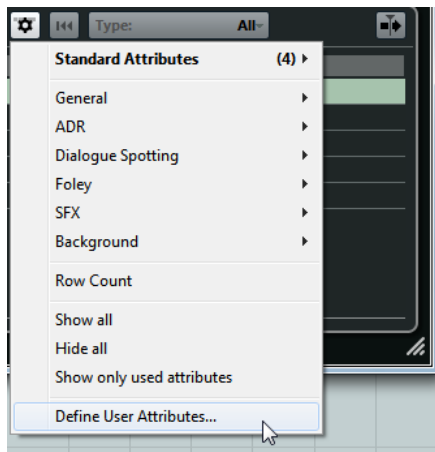 Type: All
Standard Attributes (4)
General
ADR
Dialogue Spotting
Foley
SFX
Background
Row Count
Show all
Hide all
Show only used attributes
Define User Attributes...